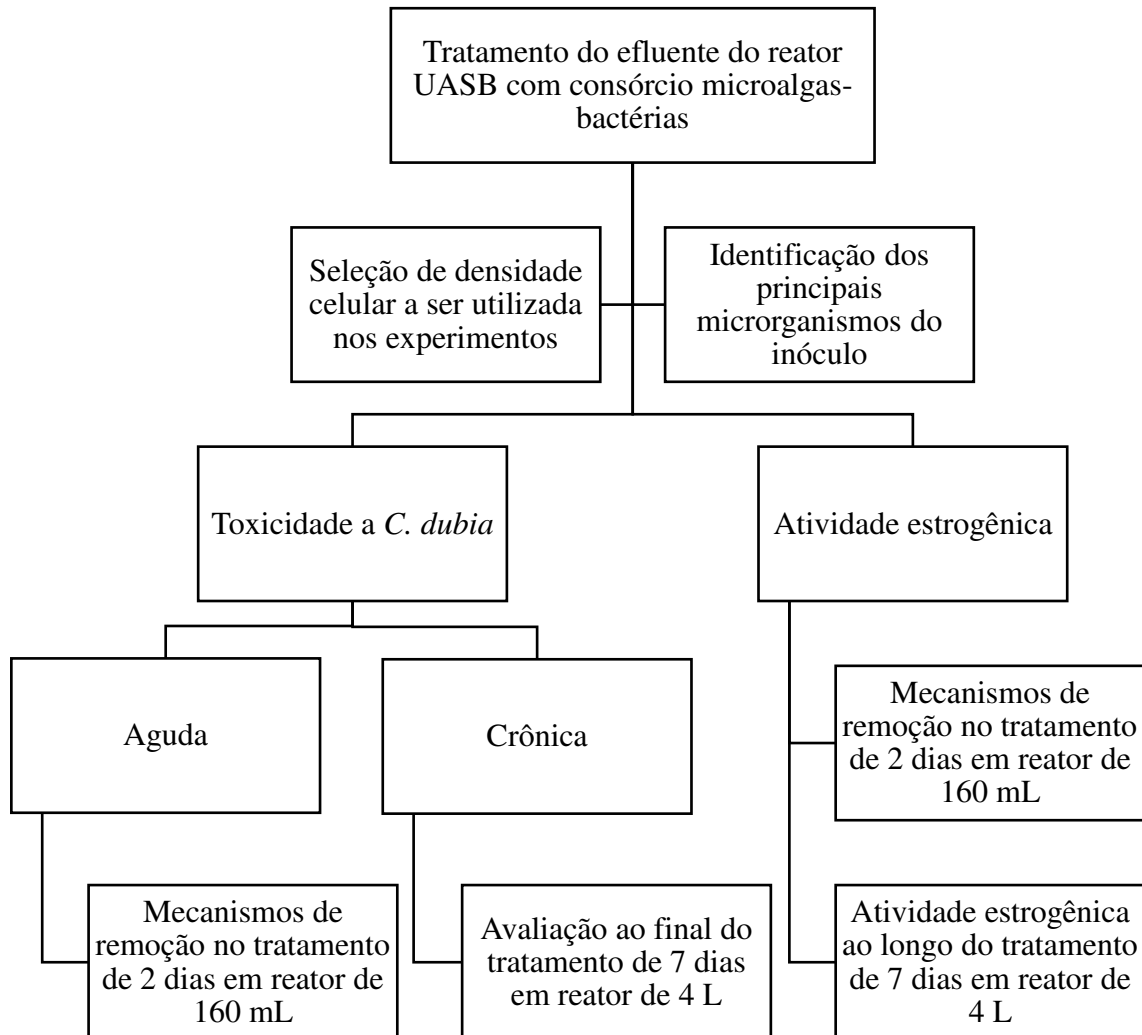 Tratamento do efluente do reator
UASB com consórcio microalgas-
bactérias
Seleção de densidade
celular a ser utilizada
nos experimentos
Identificação dos
principais
microrganismos do
inóculo
Toxicidade a C. dubia
Atividade estrogênica
Aguda
Crônica
Mecanismos de
remoção no tratamento
de 2 dias em reator de
160 mL
Mecanismos de
remoção no tratamento
de 2 dias em reator de
160 mL
Avaliação ao final do
tratamento de 7 dias
em reator de 4 L
Atividade estrogênica
ao longo do tratamento
de 7 dias em reator de
4 L